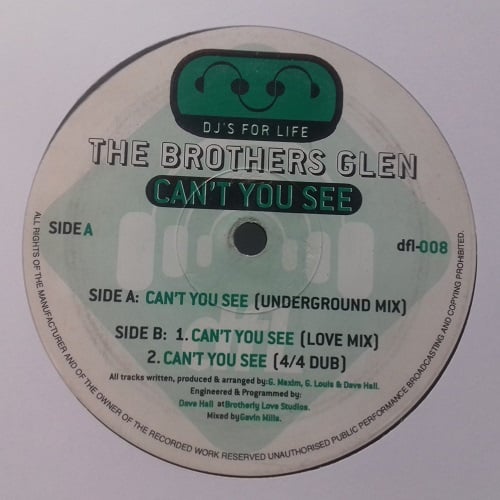 DJ'S FOR LIFE
THE BROTHERS GLEN
CAN'T YOU SEE
SIDE A
dfl-008
SIDE A: CAN'T YOU SEE (UNDERGROUND MIX)
SIDE B: 1. CAN'T YOU SEE (LOVE MIX)
2. CAN'T YOU SEE (4/4 DUB)
All tracks written, produced & arranged by: G. Maxim, G. Louis & Dave Hall.
Engineered & Programmed by:
Dave Hall at Brotherly Love Studios.
Mixed by Gavin Mills.
ALL RIGHTS OF THE MANUFACTURER AND OF THE OWNER OF THE RECORDED WORK RESERVED UNAUTHORISED PUBLIC PERFORMANCE BROADCASTING AND COPYING PROHIBITED.